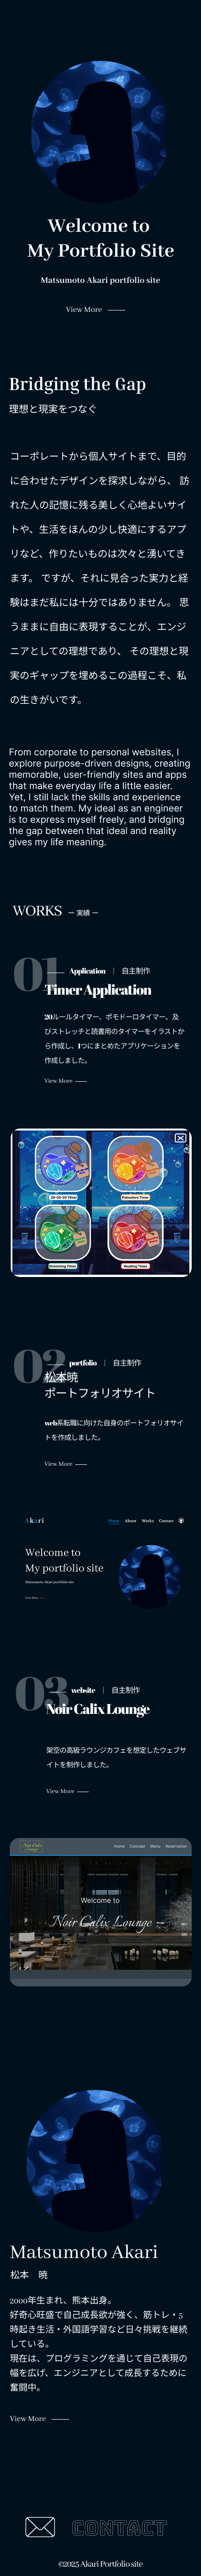 Welcome to
My Portfolio Site
Matsumoto Akari portfolio site
View More
Bridging the Gap
理想と現実をつなぐ
コーポレートから個人サイトまで、目的
に合わせたデザインを探求しながら、 訪
れた人の記憶に残る美しく心地よいサイ
トや、生活をほんの少し快適にするアプ
リなど、作りたいものは次々と湧いてき
ます。 ですが、それに見合った実力と経
験はまだ私には十分ではありません。 思
うままに自由に表現することが、エンジ
ニアとしての理想であり、 その理想と現
実のギャップを埋めるこの過程こそ、私
の生きがいです。
From corporate to personal websites, I
explore purpose-driven designs, creating
memorable, user-friendly sites and apps
that make everyday life a little easier.
Yet, I still lack the skills and experience
to match them. My ideal as an engineer
is to express myself freely, and bridging
the gap between that ideal and reality
gives my life meaning.
WORKS ー 実績 ー
01 Application | 自主制作
Timer Application
20ルールタイマー、ポモドーロタイマー、及
びストレッチと読書用のタイマーをイラストか
ら作成し、1つにまとめたアプリケーションを
作成しました。
View More
20-20-20 Timer
Pomodoro Timer
Stretching Timer
Reading Timer
02 portfolio | 自主制作
松本暁
ポートフォリオサイト
web系転職に向けた自身のポートフォリオサイ
トを作成しました。
View More
Akari
Home About Works Contact
Welcome to
My portfolio site
Matsumoto Akari portfolio site
View More
03 website | 自主制作
Noir Calix Lounge
架空の高級ラウンジカフェを想定したウェブサ
イトを制作しました。
View More
Noir Calix
Lounge
Home Concept Menu Reservation
Welcome to
Noir Calix Lounge
Matsumoto Akari
松本 暁
2000年生まれ、熊本出身。
好奇心旺盛で自己成長欲が強く、筋トレ・5
時起き生活・外国語学習など日々挑戦を継続
している。
現在は、プログラミングを通じて自己表現の
幅を広げ、エンジニアとして成長するために
奮闘中。
View More
CONTACT
©2025 Akari Portfolio site